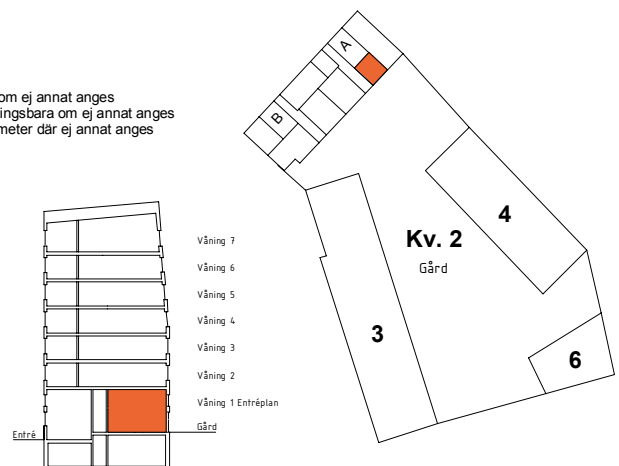 om ej annat anges
ingsbara om ej annat anges
meter där ej annat anges
A
B
Kv. 2
Gård
4
3
6
Våning 7
Våning 6
Våning 5
Våning 4
Våning 3
Våning 2
Våning 1 Entréplan
Gård
Entré